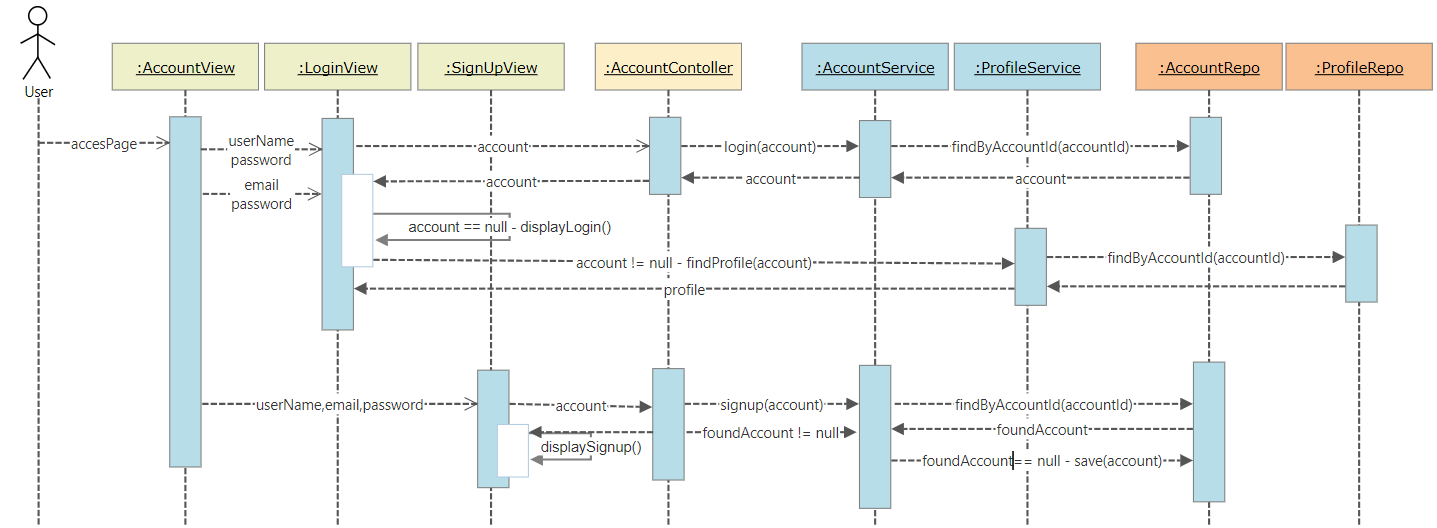 :AccountView
:LoginView
:SignUpView
:AccountContoller
:AccountService
:ProfileService
:AccountRepo
:ProfileRepo
User
accesPage
userName
password
account
login(account)
findByAccountId(accountId)
email
password
account
account
account
account == null - displayLogin()
account != null - findProfile(account)
findByAccountId(accountId)
profile
userName,email,password
account
signup(account)
findByAccountId(accountId)
foundAccount != null
foundAccount
displaySignup()
foundAccount== null - save(account)